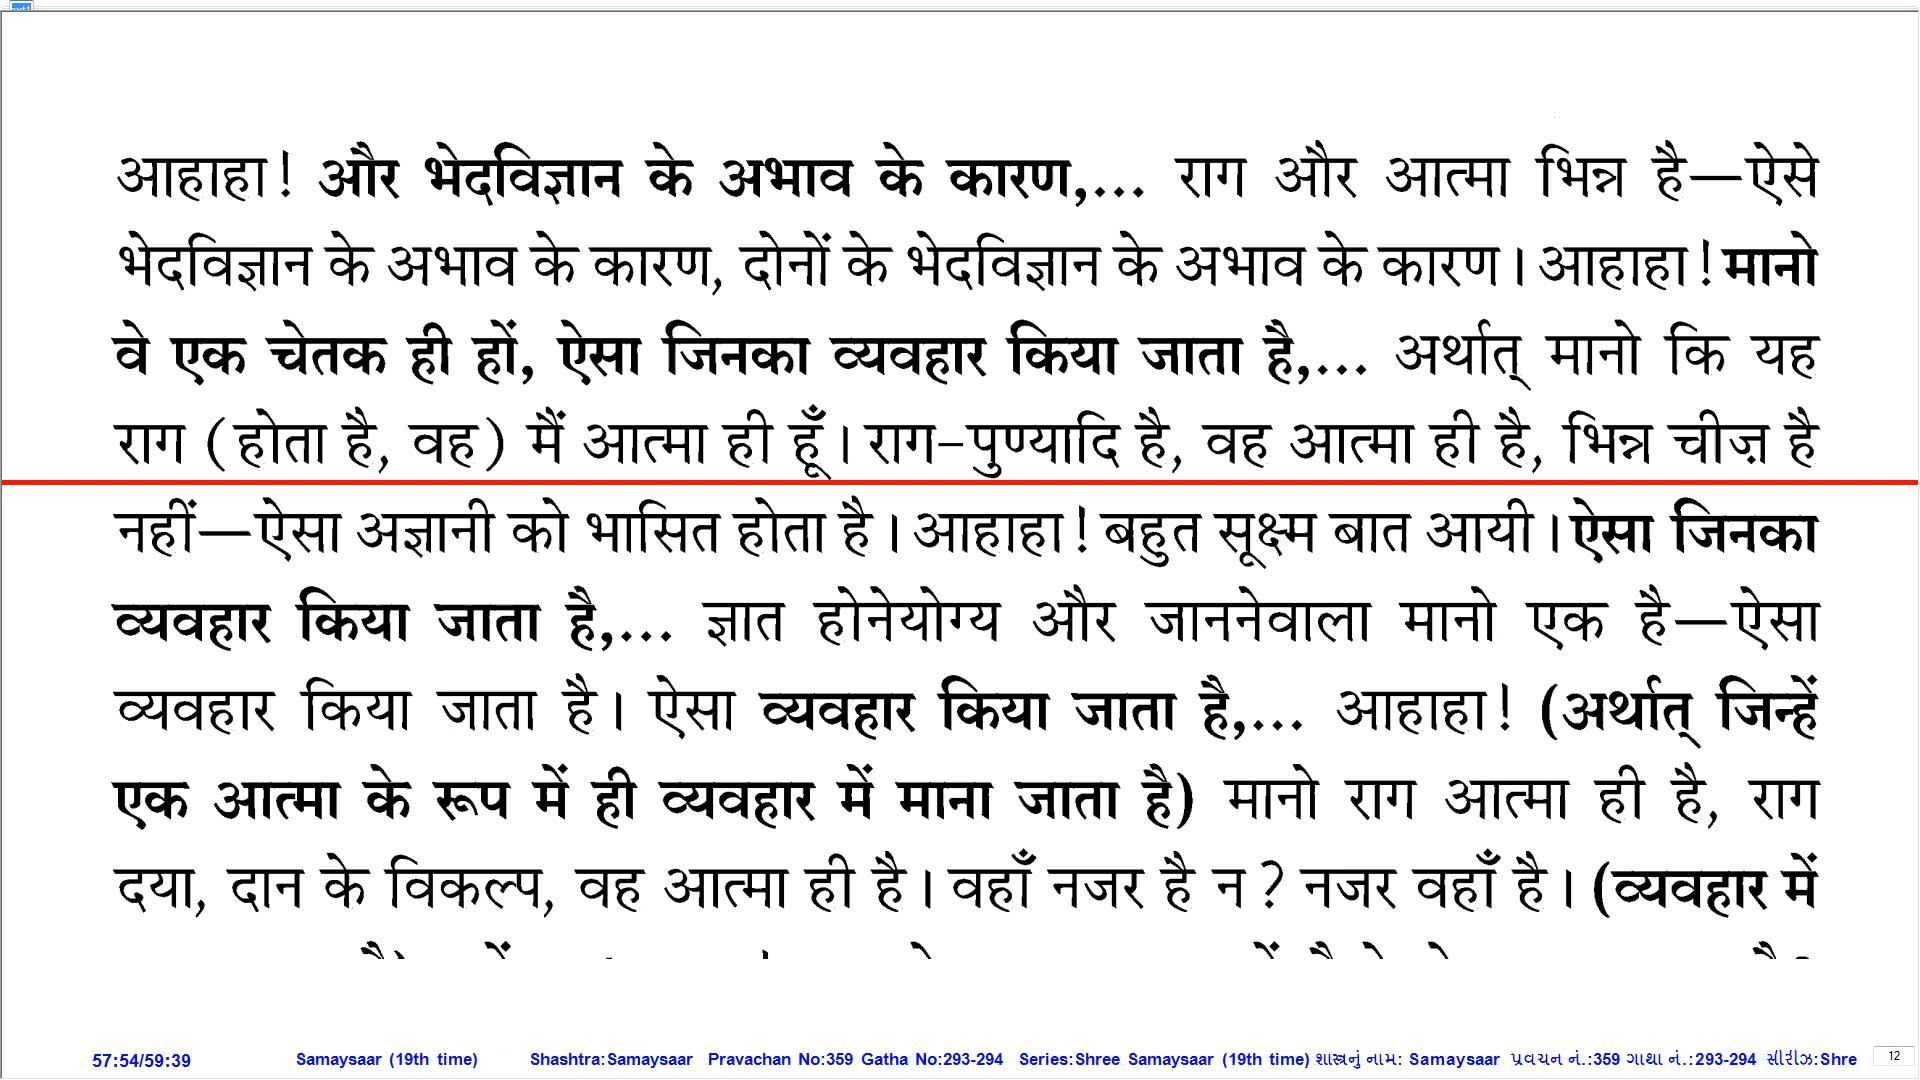 आहाहा! और भेदविज्ञान के अभाव के कारण,... राग और आत्मा भिन्न है—ऐसे
भेदविज्ञान के अभाव के कारण, दोनों के भेदविज्ञान के अभाव के कारण। आहाहा! मानो
वे एक चेतक ही हों, ऐसा जिनका व्यवहार किया जाता है,... अर्थात् मानो कि यह
राग (होता है, वह) मैं आत्मा ही हूँ। राग-पुण्यादि है, वह आत्मा ही है, भिन्न चीज़ है
नहीं—ऐसा अज्ञानी को भासित होता है। आहाहा! बहुत सूक्ष्म बात आयी। ऐसा जिनका
व्यवहार किया जाता है,... ज्ञात होनेयोग्य और जाननेवाला मानो एक है—ऐसा
व्यवहार किया जाता है। ऐसा व्यवहार किया जाता है,... आहाहा! (अर्थात् जिन्हें
एक आत्मा के रूप में ही व्यवहार में माना जाता है) मानो राग आत्मा ही है, राग
दया, दान के विकल्प, वह आत्मा ही है। वहाँ नजर है न? नजर वहाँ है। (व्यवहार में
57:54/59:39 Samaysaar (19th time) Shashtra:Samaysaar Pravachan No:359 Gatha No:293-294 Series:Shree Samaysaar (19th time) શાસ્ત્રનું નામ: Samaysaar પ્રવચન નં.:359 ગાથા નં.:293-294 સીરીઝ:Shre 12